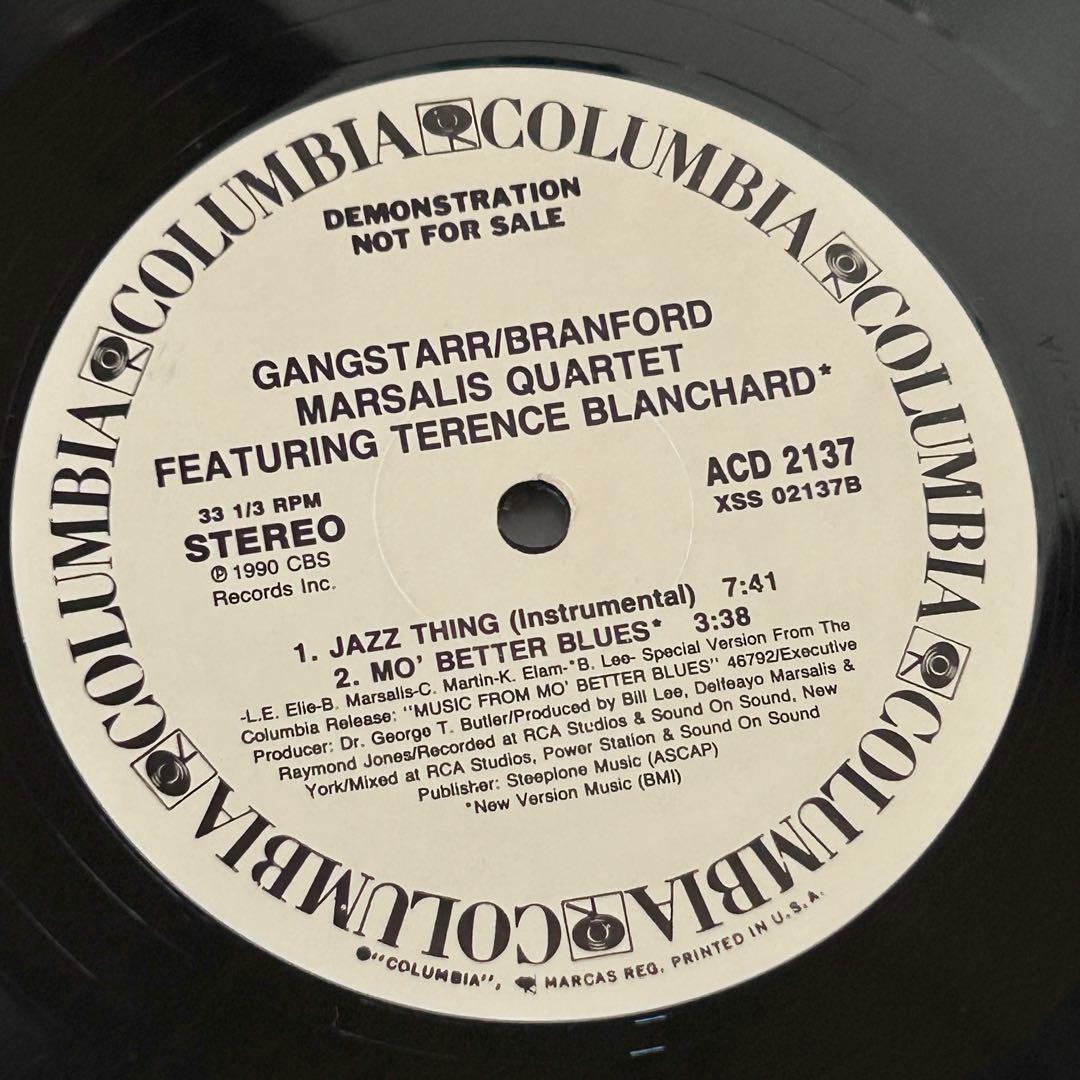 COLUMBIA COLUMBIA COLUMBIA COLUMBIA COLUMBIA COLUMBIA COLUMBIA
DEMONSTRATION
NOT FOR SALE
GANGSTARR/BRANFORD
MARSALIS QUARTET
FEATURING TERENCE BLANCHARD*
33 1/3 RPM
STEREO
℗ 1990 CBS
Records Inc.
ACD 2137
XSS 02137B
1. JAZZ THING (Instrumental) 7:41
2. MO' BETTER BLUES* 3:38
-L.E. Elie-B. Marsalis-C. Martin-K. Elam-*B. Lee- Special Version From The
Columbia Release: "MUSIC FROM MO' BETTER BLUES" 46792/Executive
Producer: Dr. George T. Butler/Produced by Bill Lee, Delfeayo Marsalis &
Raymond Jones/Recorded at RCA Studios & Sound On Sound, New
York/Mixed at RCA Studios, Power Station & Sound On Sound
Publisher: Steeplone Music (ASCAP)
*New Version Music (BMI)
"COLUMBIA", MARCAS REG. PRINTED IN U.S.A.